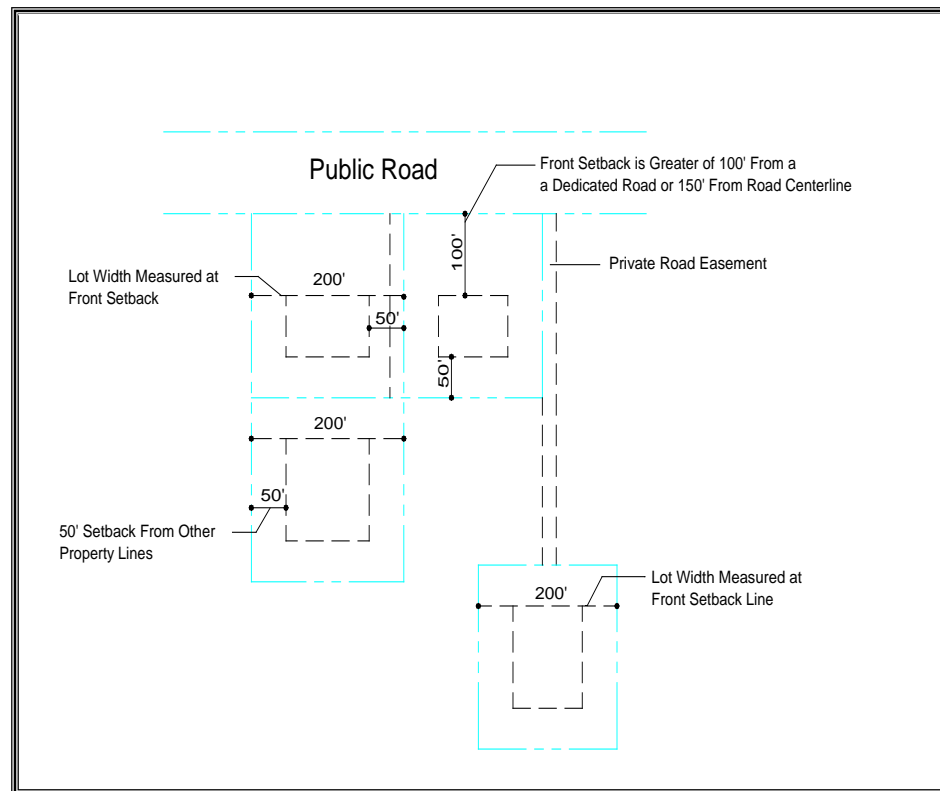 Public Road
Front Setback is Greater of 100' From a
a Dedicated Road or 150' From Road Centerline
100'
Private Road Easement
Lot Width Measured at
Front Setback
200'
50'
50'
200'
50'
50' Setback From Other
Property Lines
Lot Width Measured at
Front Setback Line
200'